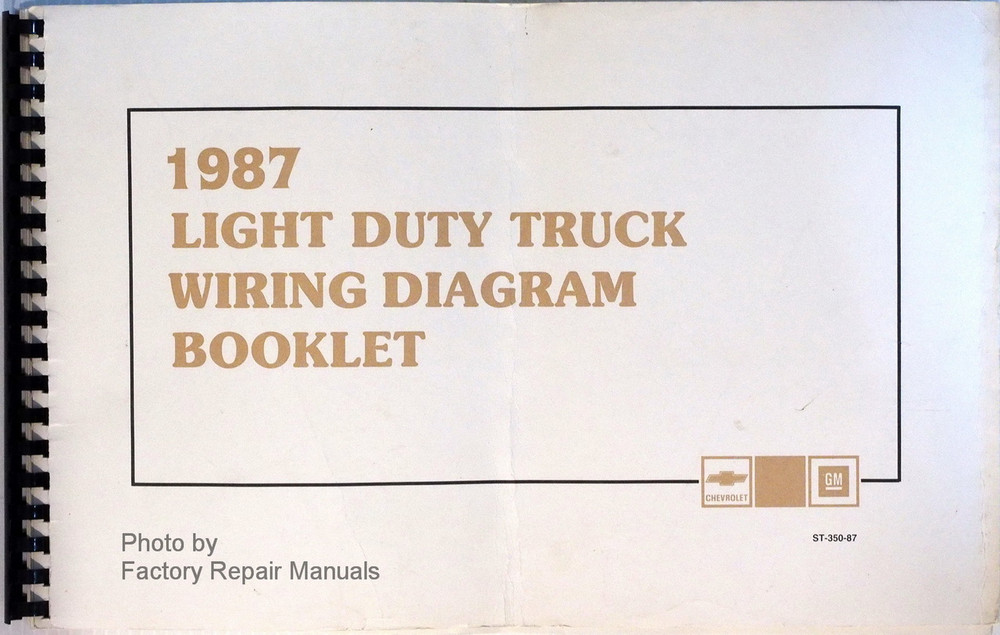 1987
LIGHT DUTY TRUCK
WIRING DIAGRAM
BOOKLET
CHEVROLET
GM
ST-350-87
Photo by
Factory Repair Manuals